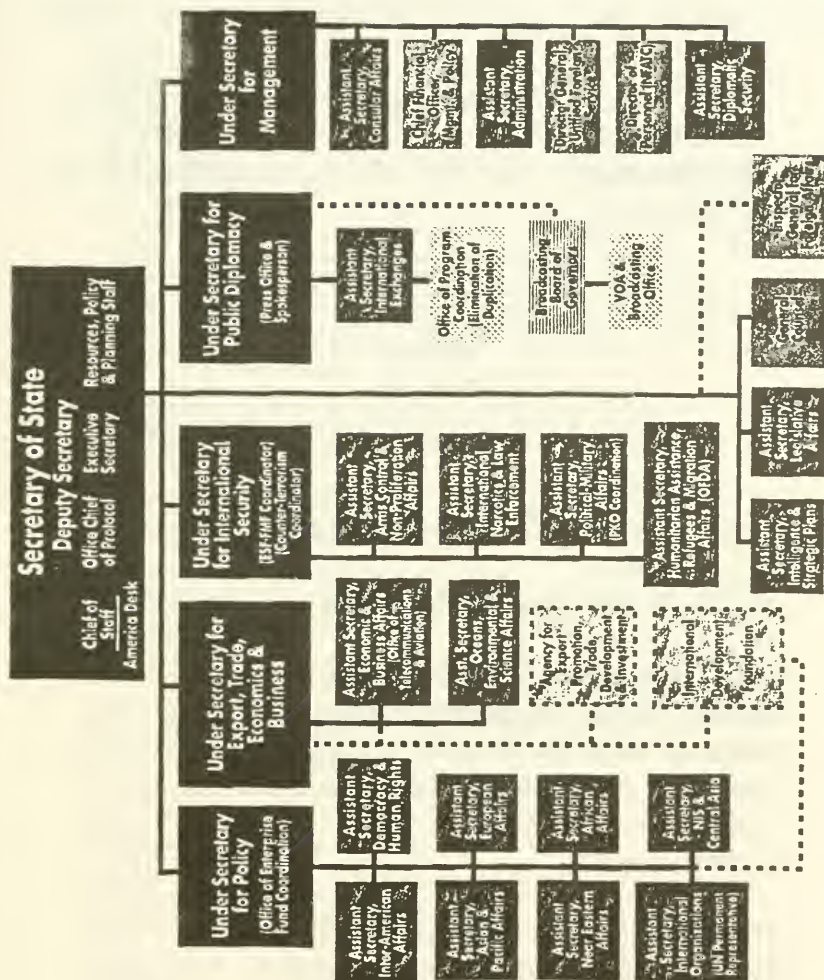 Secretary of State
Deputy Secretary
Chief of
Staff
America Desk
Office Chief
of Protocol
Executive
Secretary
Resources, Policy
& Planning Staff
Under Secretary
for Policy
(Office of Enterprise
Fund Coordination)
Assistant
Secretary,
Inter-American
Affairs
Assistant
Secretary,
Democracy &
Human Rights
Assistant
Secretary,
Asian &
Pacific Affairs
Assistant
Secretary,
European
Affairs
Assistant
Secretary,
Near Eastern
Affairs
Assistant
Secretary,
African
Affairs
Assistant
Secretary,
International
Organizations
(UN Permanent
Representative)
Assistant
Secretary,
NIS &
Central Asia
Under Secretary for
Export, Trade,
Economics &
Business
Assistant Secretary,
Economic &
Business Affairs
(Office of
Telecommunications
& Aviation)
Asst. Secretary,
Oceans,
Environmental &
Science Affairs
Agency for
Export
Promotion,
Trade,
Development
& Investment
International
Development
Foundation
Under Secretary
for International
Security
(ESF-FMF Coordinator)
(Counter-Terrorism
Coordinator)
Assistant
Secretary,
Arms Control &
Non-Proliferation
Affairs
Assistant
Secretary,
International
Narcotics & Law
Enforcement
Assistant
Secretary,
Political-Military
Affairs
(PKO Coordination)
Assistant Secretary,
Humanitarian Assistance,
Refugees & Migration
Affairs (OFDA)
Under Secretary for
Public Diplomacy
(Press Office &
Spokesperson)
Assistant
Secretary,
International
Exchanges
Office of Program
Coordination
(Elimination of
Duplication)
Broadcasting
Board of
Governors
VOA &
Broadcasting
Office
Under Secretary
for
Management
Assistant
Secretary,
Consular Affairs
Chief Financial
Officer
& Policy
Assistant
Secretary,
Administration
Director General,
Unified Foreign
Service
Director of
Personnel
Assistant
Secretary,
Diplomatic
Security
Assistant
Secretary,
Intelligence &
Strategic Plans
Assistant
Secretary,
Legislative
Affairs
General
Counsel
Inspector
General for
Foreign Affairs